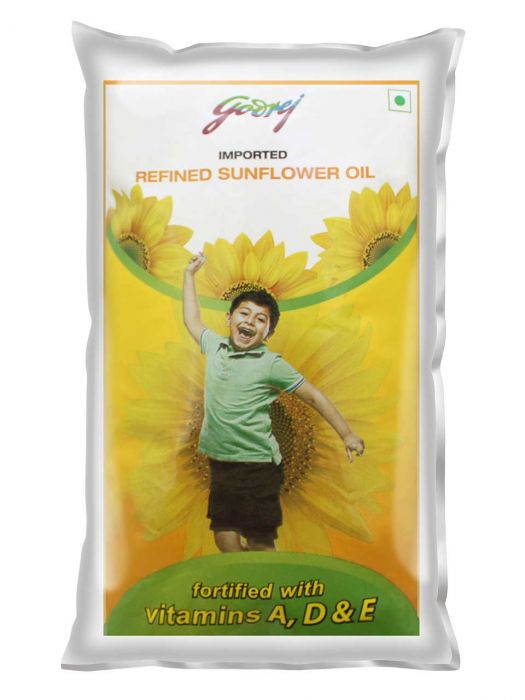 Godrej
IMPORTED
REFINED SUNFLOWER OIL
fortified with
vitamins A, D & E